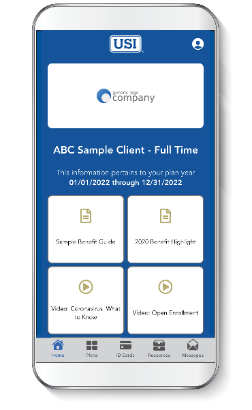 USI
generic logo
company
ABC Sample Client - Full Time
This information pertains to your plan year
01/01/2022 through 12/31/2022
Sample Benefit Guide
2020 Benefit Highlight
Video: Coronavirus: What
to Know
Video: Open Enrollment
Home
Plans
ID Cards
Resources
Messages